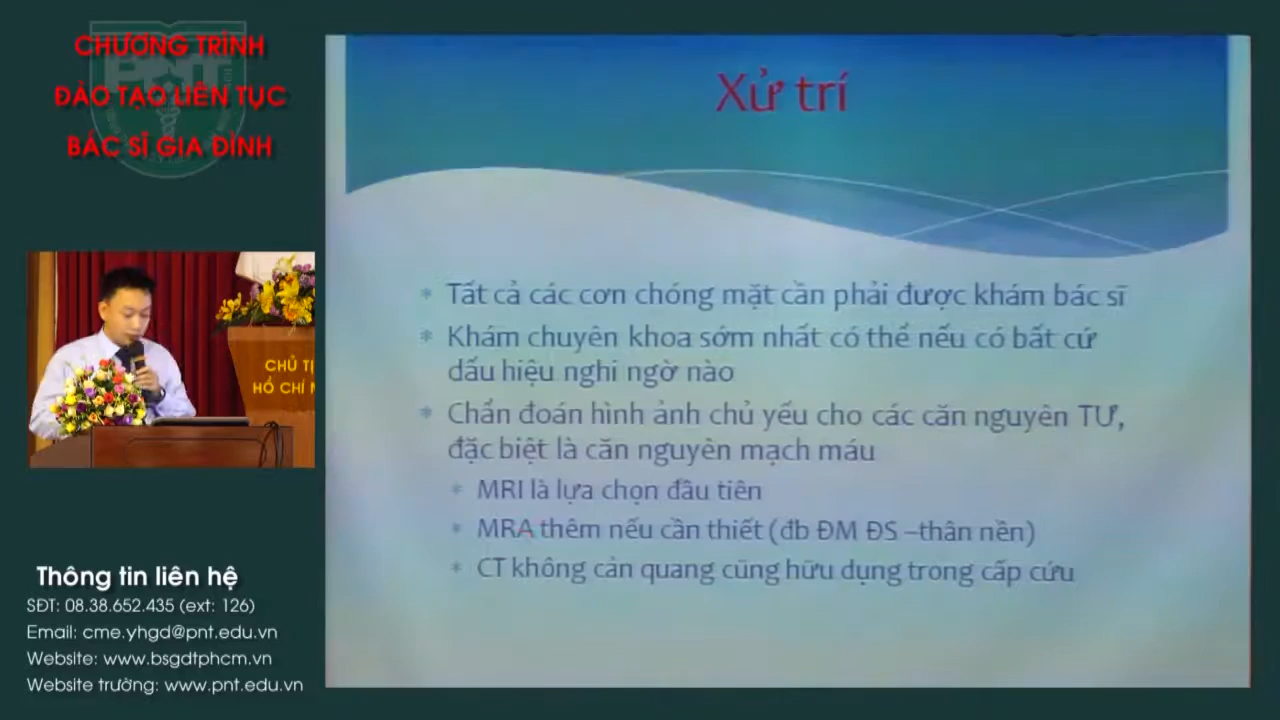 CHƯƠNG TRÌNH
ĐÀO TẠO LIÊN TỤC
BÁC SĨ GIA ĐÌNH
PNT
CHỦ TỊ
HỒ CHÍ M
Thông tin liên hệ
SĐT: 08.38.652.435 (ext: 126)
Email: cme.yhgd@pnt.edu.vn
Website: www.bsgdtphcm.vn
Website trường: www.pnt.edu.vn
Xử trí
* Tất cả các cơn chóng mặt cần phải được khám bác sĩ
* Khám chuyên khoa sớm nhất có thể nếu có bất cứ
dấu hiệu nghi ngờ nào
* Chẩn đoán hình ảnh chủ yếu cho các căn nguyên TƯ,
đặc biệt là căn nguyên mạch máu
* MRI là lựa chọn đầu tiên
* MRA thêm nếu cần thiết (đb ĐM ĐS –thân nền)
* CT không cản quang cũng hữu dụng trong cấp cứu